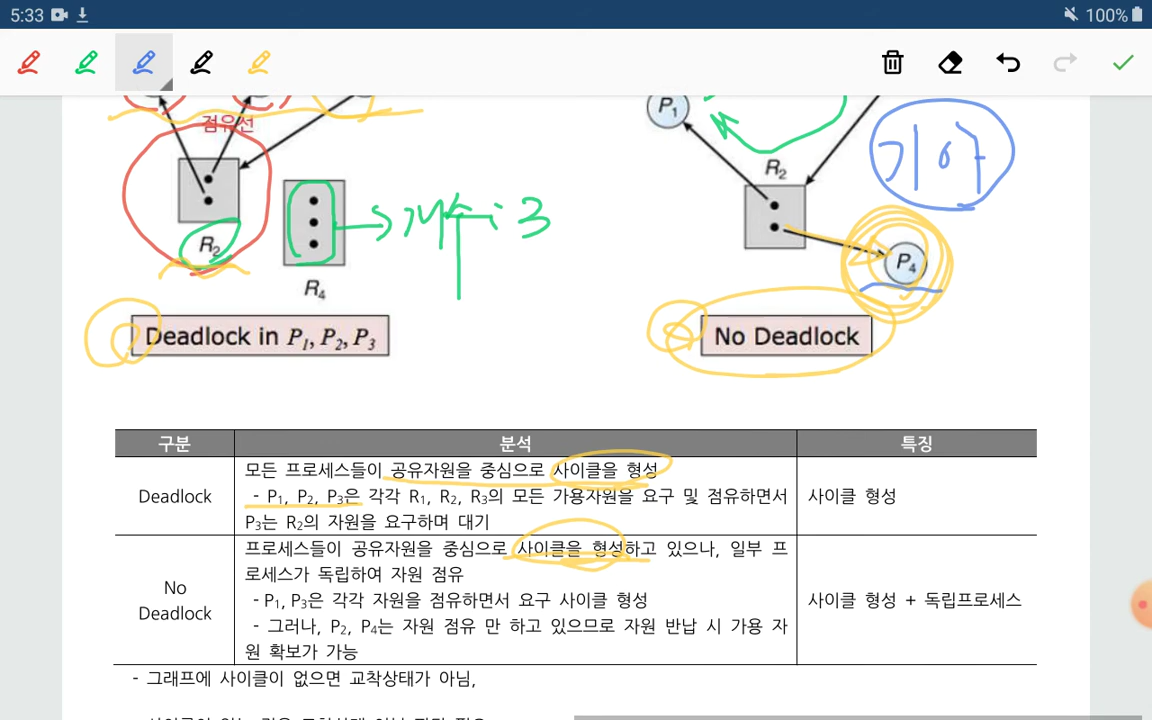 5:33
100%
점유선
P1
R2
기아
R2
개수 : 3
P4
R4
Deadlock in P1, P2, P3
No Deadlock
구분 분석 특징
모든 프로세스들이 공유자원을 중심으로 사이클을 형성
Deadlock
- P1, P2, P3은 각각 R1, R2, R3의 모든 가용자원을 요구 및 점유하면서
사이클 형성
P3는 R2의 자원을 요구하며 대기
프로세스들이 공유자원을 중심으로 사이클을 형성하고 있으나, 일부 프
로세스가 독립하여 자원 점유
No
Deadlock
- P1, P3은 각각 자원을 점유하면서 요구 사이클 형성
사이클 형성 + 독립프로세스
- 그러나, P2, P4는 자원 점유 만 하고 있으므로 자원 반납 시 가용 자
원 확보가 가능
- 그래프에 사이클이 없으면 교착상태가 아님,